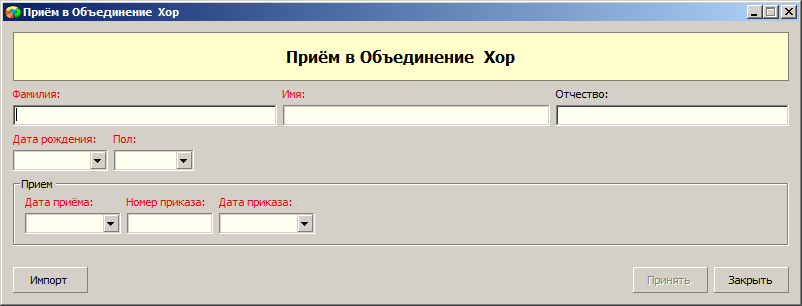 Приём в Объединение  Хор
Приём в Объединение  Хор
Фамилия: Имя: Отчество:
Дата рождения: Пол:
Прием
Дата приёма: Номер приказа: Дата приказа:
Импорт Принять Закрыть